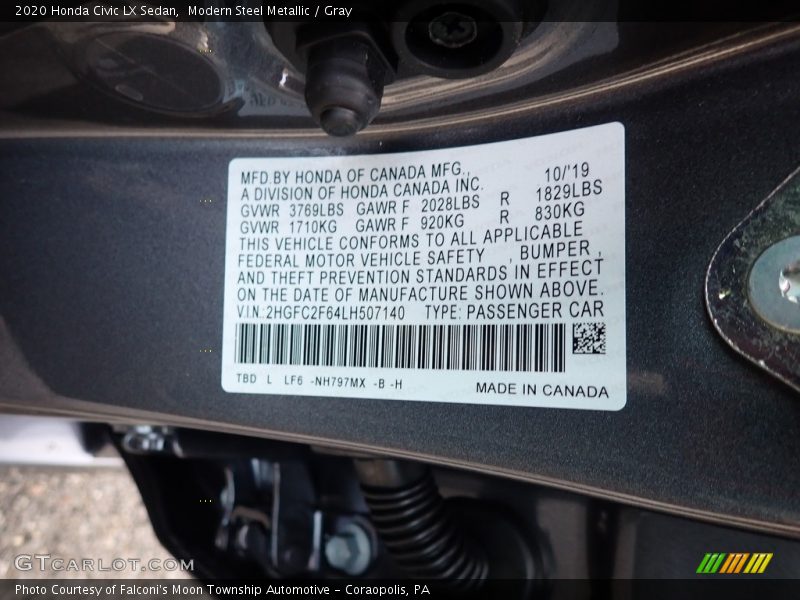 2020 Honda Civic LX Sedan,  Modern Steel Metallic / Gray
MFD.BY HONDA OF CANADA MFG., 10/'19
A DIVISION OF HONDA CANADA INC.
GVWR 3769LBS GAWR F 2028LBS R 1829LBS
GVWR 1710KG GAWR F 920KG R 830KG
THIS VEHICLE CONFORMS TO ALL APPLICABLE
FEDERAL MOTOR VEHICLE SAFETY , BUMPER ,
AND THEFT PREVENTION STANDARDS IN EFFECT
ON THE DATE OF MANUFACTURE SHOWN ABOVE.
V.I.N.:2HGFC2F64LH507140 TYPE: PASSENGER CAR
TBD L LF6 -NH797MX -B -H MADE IN CANADA
GTCARLOT.COM
Photo Courtesy of Falconi's Moon Township Automotive – Coraopolis, PA